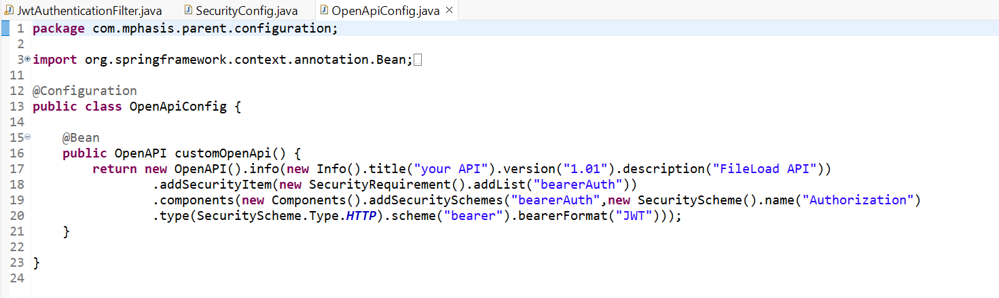 JwtAuthenticationFilter.java SecurityConfig.java OpenApiConfig.java
1 package com.mphasis.parent.configuration;
2
3 import org.springframework.context.annotation.Bean;
11
12 @Configuration
13 public class OpenApiConfig {
14
15 @Bean
16 public OpenAPI customOpenApi() {
17 return new OpenAPI().info(new Info().title("your API").version("1.01").description("FileLoad API"))
18 .addSecurityItem(new SecurityRequirement().addList("bearerAuth"))
19 .components(new Components().addSecuritySchemes("bearerAuth",new SecurityScheme().name("Authorization")
20 .type(SecurityScheme.Type.HTTP).scheme("bearer").bearerFormat("JWT")));
21 }
22
23 }
24